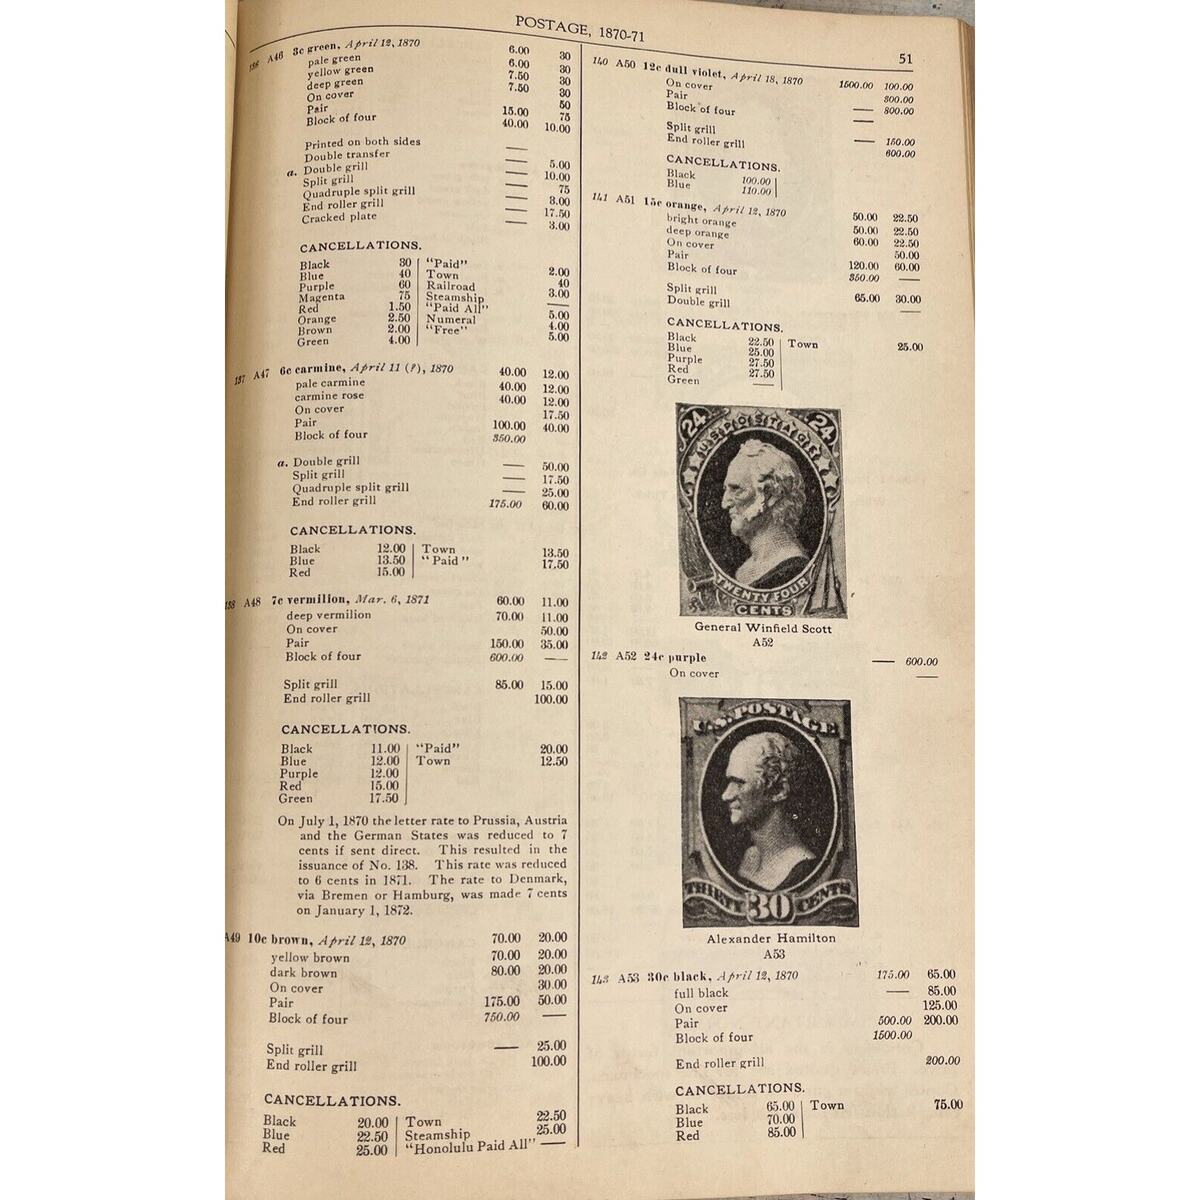 POSTAGE, 1870-71
51
136 A46 3c green, April 12, 1870 6.00 30
pale green 6.00 30
yellow green 7.50 30
deep green 7.50 30
On cover 50
Pair 15.00 75
Block of four 40.00 10.00
Printed on both sides —
Double transfer — 5.00
a. Double grill — 10.00
Split grill — 75
Quadruple split grill — 8.00
End roller grill — 17.50
Cracked plate — 3.00
CANCELLATIONS.
Black 30 "Paid" 2.00
Blue 40 Town 40
Purple 60 Railroad 3.00
Magenta 75 Steamship —
Red 1.50 "Paid All" 5.00
Orange 2.50 Numeral 4.00
Brown 2.00 "Free" 5.00
Green 4.00
137 A47 6c carmine, April 11 (?), 1870 40.00 12.00
pale carmine 40.00 12.00
carmine rose 40.00 12.00
On cover 17.50
Pair 100.00 40.00
Block of four 350.00
a. Double grill — 50.00
Split grill — 17.50
Quadruple split grill — 25.00
End roller grill 175.00 60.00
CANCELLATIONS.
Black 12.00 Town 13.50
Blue 13.50 "Paid" 17.50
Red 15.00
138 A48 7c vermilion, Mar. 6, 1871 60.00 11.00
deep vermilion 70.00 11.00
On cover 50.00
Pair 150.00 35.00
Block of four 600.00 —
Split grill 85.00 15.00
End roller grill 100.00
CANCELLATIONS.
Black 11.00 "Paid" 20.00
Blue 12.00 Town 12.50
Purple 12.00
Red 15.00
Green 17.50
On July 1, 1870 the letter rate to Prussia, Austria
and the German States was reduced to 7
cents if sent direct. This resulted in the
issuance of No. 138. This rate was reduced
to 6 cents in 1871. The rate to Denmark,
via Bremen or Hamburg, was made 7 cents
on January 1, 1872.
A49 10c brown, April 12, 1870 70.00 20.00
yellow brown 70.00 20.00
dark brown 80.00 20.00
On cover 30.00
Pair 175.00 50.00
Block of four 750.00 —
Split grill — 25.00
End roller grill 100.00
CANCELLATIONS.
Black 20.00 Town 22.50
Blue 22.50 Steamship 25.00
Red 25.00 "Honolulu Paid All" —
140 A50 12c dull violet, April 18, 1870 1500.00 100.00
On cover 300.00
Pair — 800.00
Block of four —
Split grill — 150.00
End roller grill 600.00
CANCELLATIONS.
Black 100.00
Blue 110.00
141 A51 15c orange, April 12, 1870 50.00 22.50
bright orange 50.00 22.50
deep orange 60.00 22.50
On cover 50.00
Pair 120.00 60.00
Block of four 350.00 —
Split grill 65.00 30.00
Double grill —
CANCELLATIONS.
Black 22.50 Town 25.00
Blue 25.00
Purple 27.50
Red 27.50
Green —
24 24
U.S. POSTAGE
TWENTY FOUR
CENTS
General Winfield Scott
A52
142 A52 24c purple — 600.00
On cover —
U.S. POSTAGE
THIRTY 30 CENTS
Alexander Hamilton
A53
143 A53 30c black, April 12, 1870 175.00 65.00
full black — 85.00
On cover 125.00
Pair 500.00 200.00
Block of four 1500.00
End roller grill 200.00
CANCELLATIONS.
Black 65.00 Town 75.00
Blue 70.00
Red 85.00